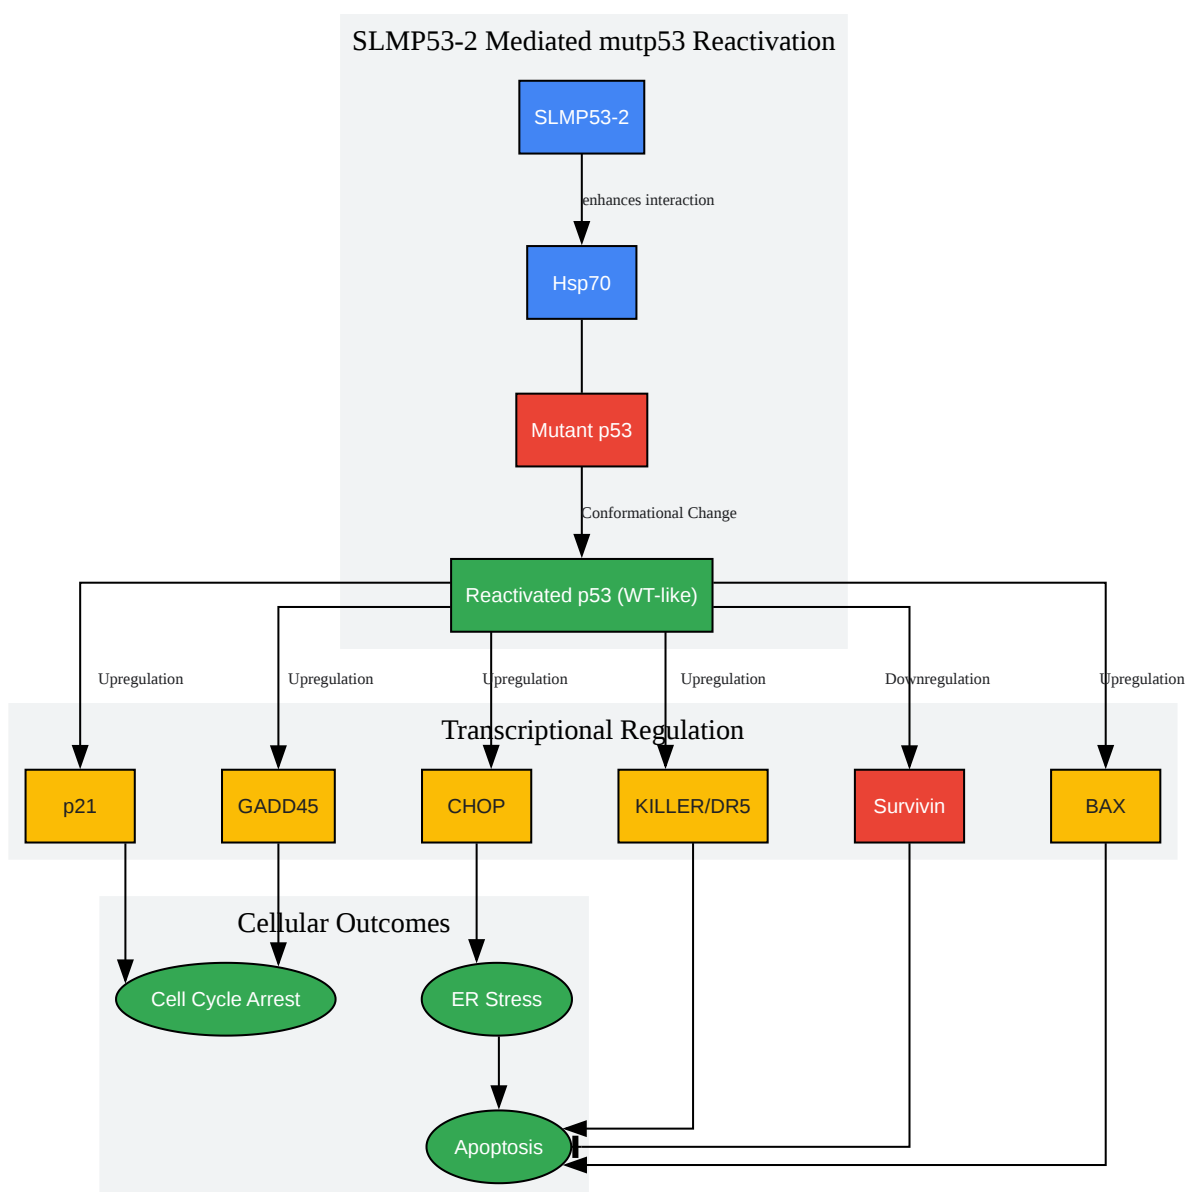 SLMP53-2 Mediated mutp53 Reactivation
SLMP53-2
enhances interaction
Hsp70
Mutant p53
Conformational Change
Reactivated p53 (WT-like)
Upregulation
Upregulation
Upregulation
Upregulation
Downregulation
Upregulation
Transcriptional Regulation
p21
GADD45
CHOP
KILLER/DR5
Survivin
BAX
Cellular Outcomes
Cell Cycle Arrest
ER Stress
Apoptosis